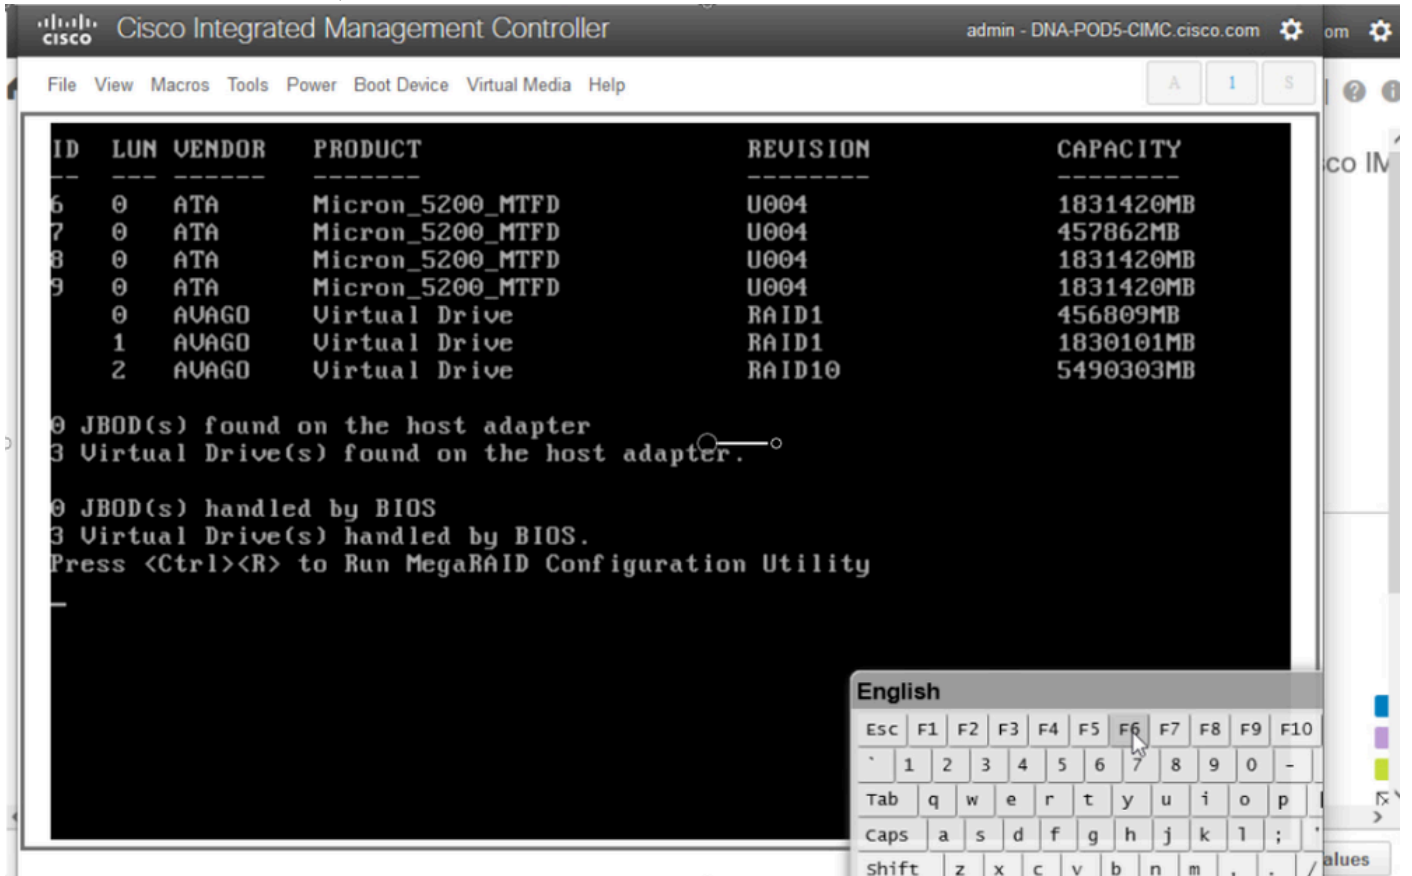 CISCO Cisco Integrated Management Controller admin - DNA-POD5-CIMC.cisco.com om
File View Macros Tools Power Boot Device Virtual Media Help A 1 S
ID LUN VENDOR PRODUCT REVISION CAPACITY
-- --- ------ ------- -------- --------
6 0 ATA Micron_5200_MTFD U004 1831420MB
7 0 ATA Micron_5200_MTFD U004 457862MB
8 0 ATA Micron_5200_MTFD U004 1831420MB
9 0 ATA Micron_5200_MTFD U004 1831420MB
0 AVAGO Virtual Drive RAID1 456809MB
1 AVAGO Virtual Drive RAID1 1830101MB
2 AVAGO Virtual Drive RAID10 5490303MB
0 JBOD(s) found on the host adapter
3 Virtual Drive(s) found on the host adapter.
0 JBOD(s) handled by BIOS
3 Virtual Drive(s) handled by BIOS.
Press <Ctrl><R> to Run MegaRAID Configuration Utility
_
co IM
English
Esc F1 F2 F3 F4 F5 F6 F7 F8 F9 F10
` 1 2 3 4 5 6 7 8 9 0 -
Tab q w e r t y u i o p [
Caps a s d f g h j k l ; '
Shift z x c v b n m , . /
alues